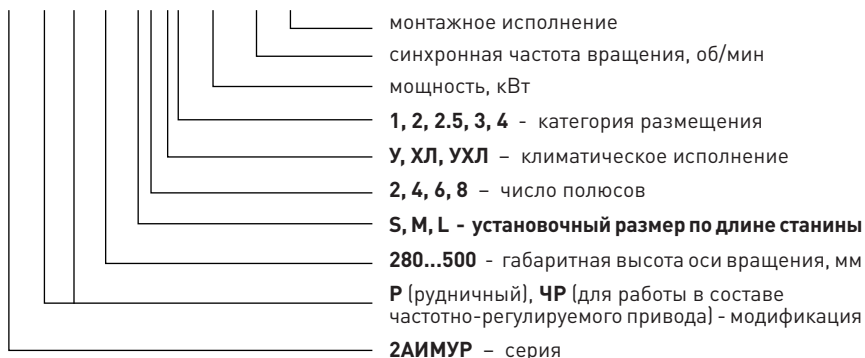 монтажное исполнение
синхронная частота вращения, об/мин
мощность, кВт
1, 2, 2.5, 3, 4 - категория размещения
У, ХЛ, УХЛ – климатическое исполнение
2, 4, 6, 8 – число полюсов
S, M, L - установочный размер по длине станины
280...500 - габаритная высота оси вращения, мм
Р (рудничный), ЧР (для работы в составе
частотно-регулируемого привода) - модификация
2АИМУР – серия